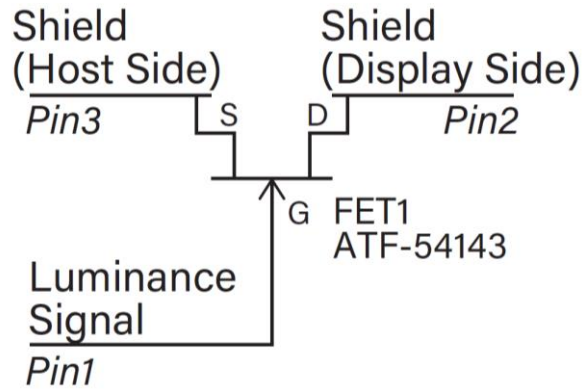 Shield
(Host Side)
Shield
(Display Side)
Pin3
S
D
Pin2
G
FET1
ATF-54143
Luminance
Signal
Pin1